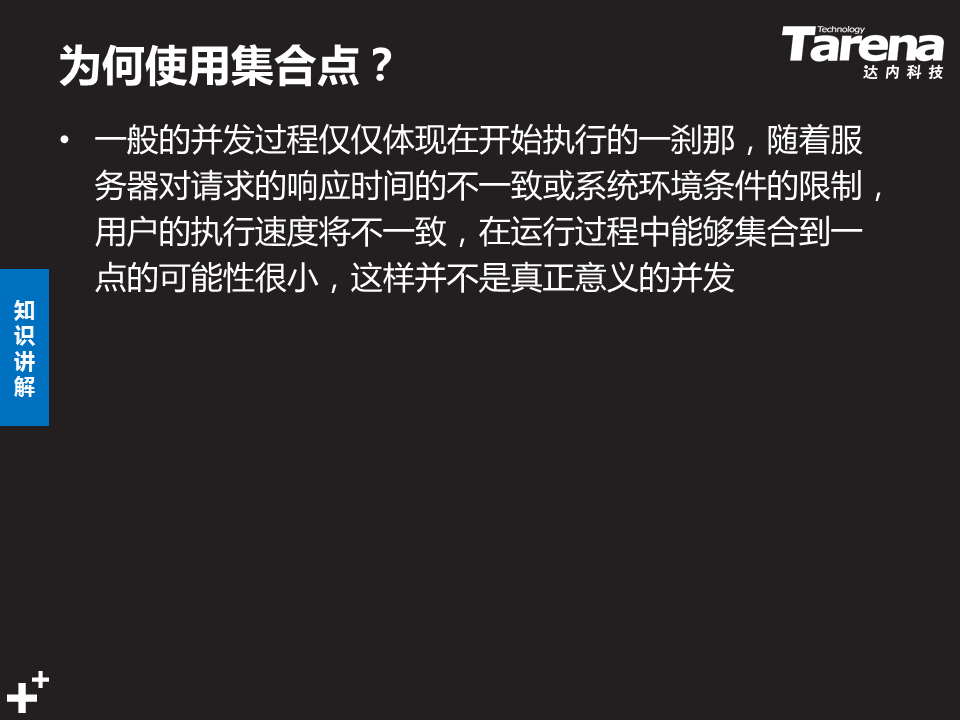 为何使用集合点？
Technology
Tarena
达内科技
• 一般的并发过程仅仅体现在开始执行的一刹那，随着服
务器对请求的响应时间的不一致或系统环境条件的限制，
用户的执行速度将不一致，在运行过程中能够集合到一
点的可能性很小，这样并不是真正意义的并发
知
识
讲
解